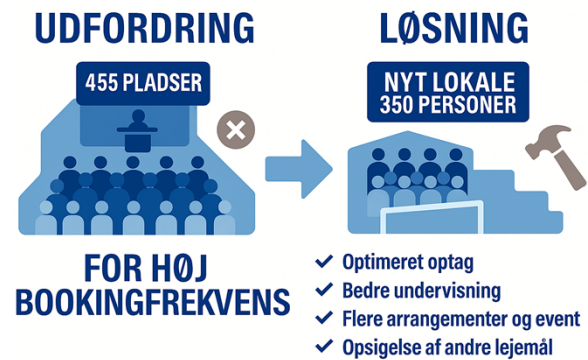 UDFORDRING
455 PLADSER
FOR HØJ
BOOKINGFREKVENS
LØSNING
NYT LOKALE
350 PERSONER
✓ Optimeret optag
✓ Bedre undervisning
✓ Flere arrangementer og event
✓ Opsigelse af andre lejemål